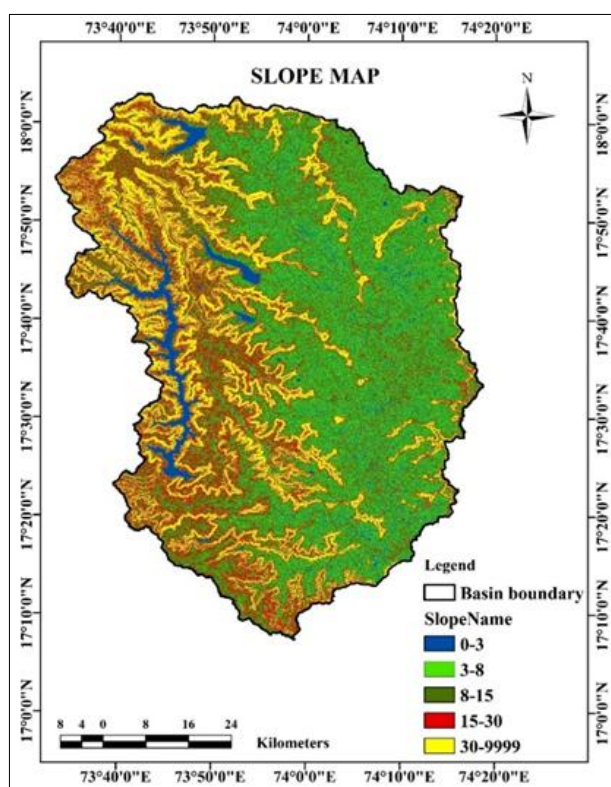 73°40'0"E 73°50'0"E 74°0'0"E 74°10'0"E 74°20'0"E
SLOPE MAP
N
18°0'0"N 18°0'0"N
17°50'0"N 17°50'0"N
17°40'0"N 17°40'0"N
17°30'0"N 17°30'0"N
17°20'0"N 17°20'0"N
17°10'0"N 17°10'0"N
17°0'0"N 17°0'0"N
Legend
Basin boundary
SlopeName
0-3
3-8
8-15
15-30
30-9999
8 4 0 8 16 24
Kilometers
73°40'0"E 73°50'0"E 74°0'0"E 74°10'0"E 74°20'0"E